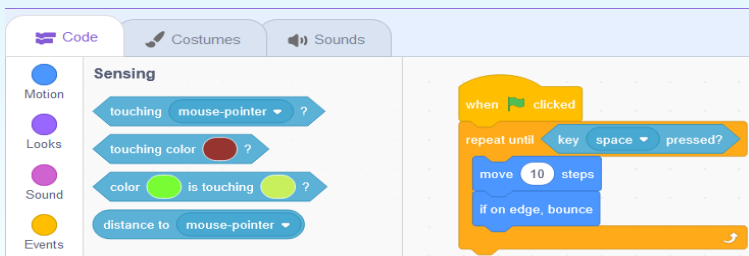 Code Costumes Sounds
Motion
Looks
Sound
Events
Sensing
touching mouse-pointer ?
touching color ?
color is touching ?
distance to mouse-pointer
when clicked
repeat until key space pressed?
move 10 steps
if on edge, bounce